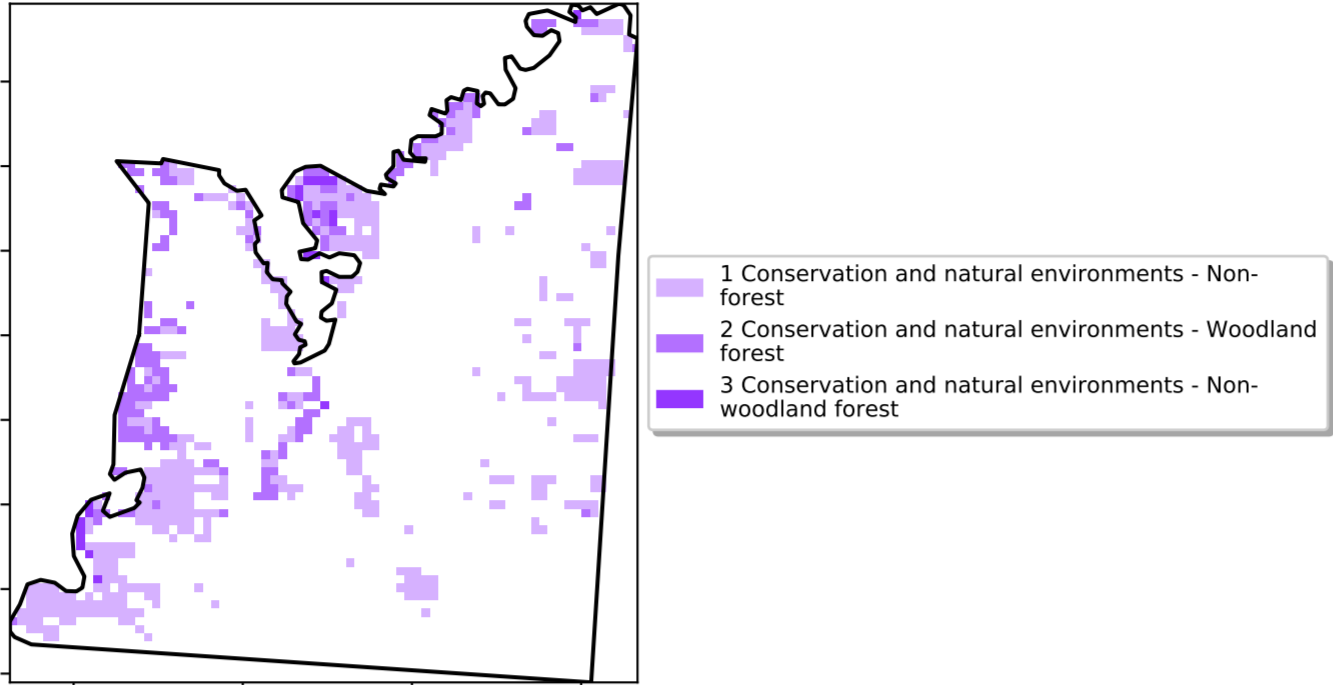 1 Conservation and natural environments - Non-
forest
2 Conservation and natural environments - Woodland
forest
3 Conservation and natural environments - Non-
woodland forest